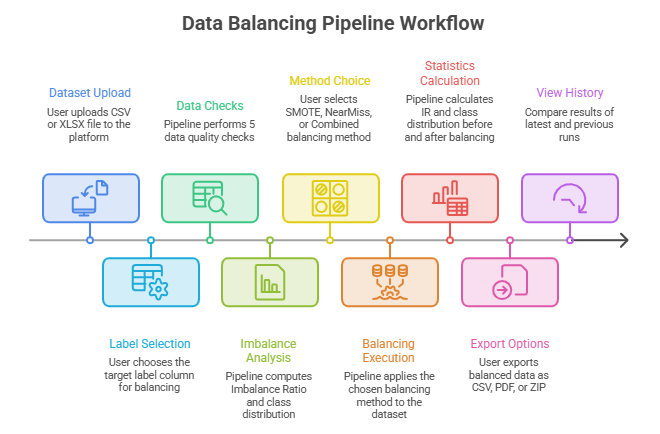 Data Balancing Pipeline Workflow
Dataset Upload
User uploads CSV
or XLSX file to the
platform
Label Selection
User chooses the
target label column
for balancing
Data Checks
Pipeline performs 5
data quality checks
Imbalance
Analysis
Pipeline computes
Imbalance Ratio
and class
distribution
Method Choice
User selects
SMOTE, NearMiss,
or Combined
balancing method
Balancing
Execution
Pipeline applies the
chosen balancing
method to the
dataset
Statistics
Calculation
Pipeline calculates
IR and class
distribution before
and after balancing
Export Options
User exports
balanced data as
CSV, PDF, or ZIP
View History
Compare results of
latest and previous
runs